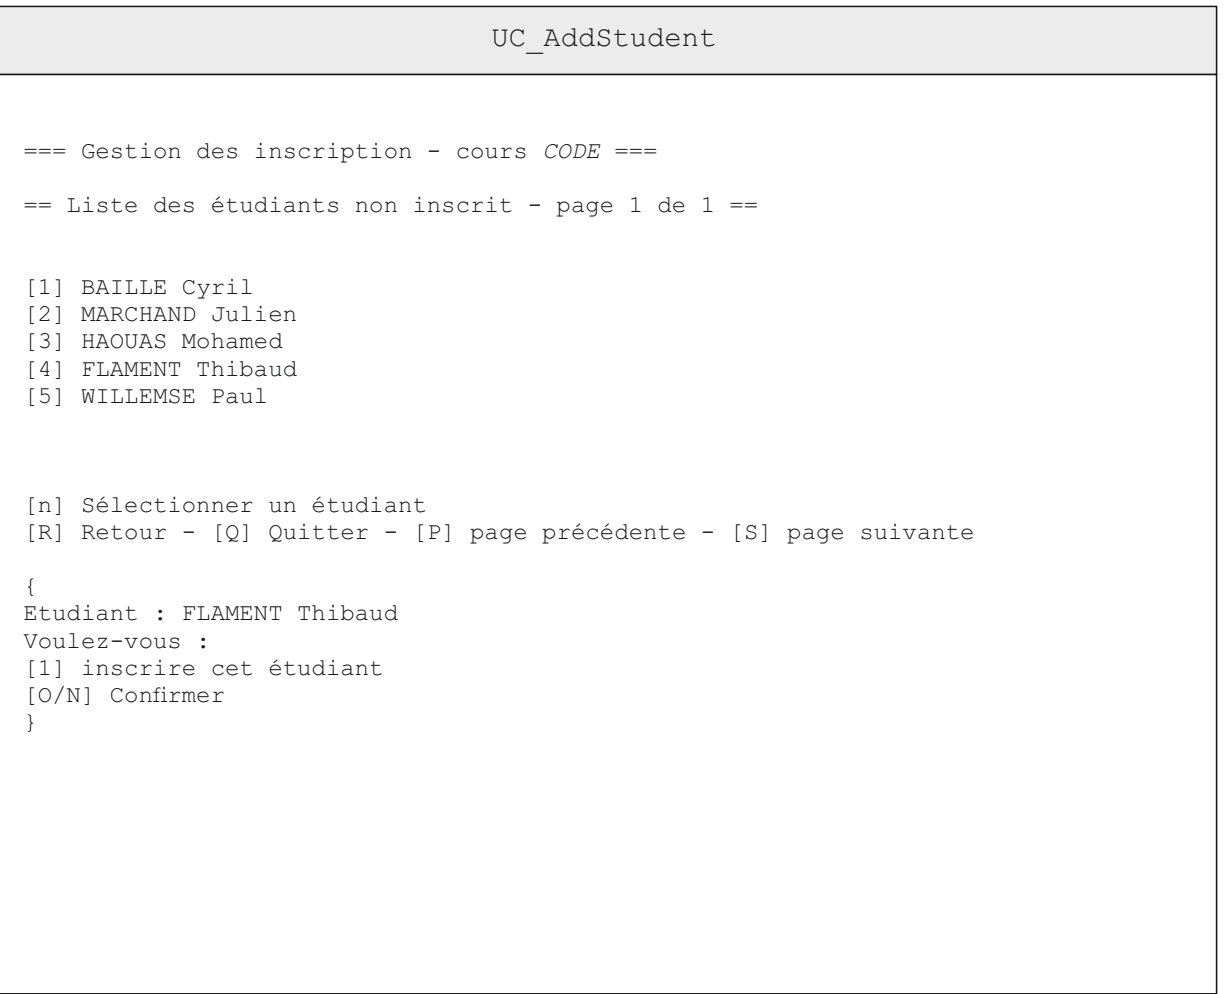 UC_AddStudent
=== Gestion des inscription - cours CODE ===
== Liste des étudiants non inscrit - page 1 de 1 ==
[1] BAILLE Cyril
[2] MARCHAND Julien
[3] HAOUAS Mohamed
[4] FLAMENT Thibaud
[5] WILLEMSE Paul
[n] Sélectionner un étudiant
[R] Retour - [Q] Quitter - [P] page précédente - [S] page suivante
{
Etudiant : FLAMENT Thibaud
Voulez-vous :
[1] inscrire cet étudiant
[O/N] Confirmer
}